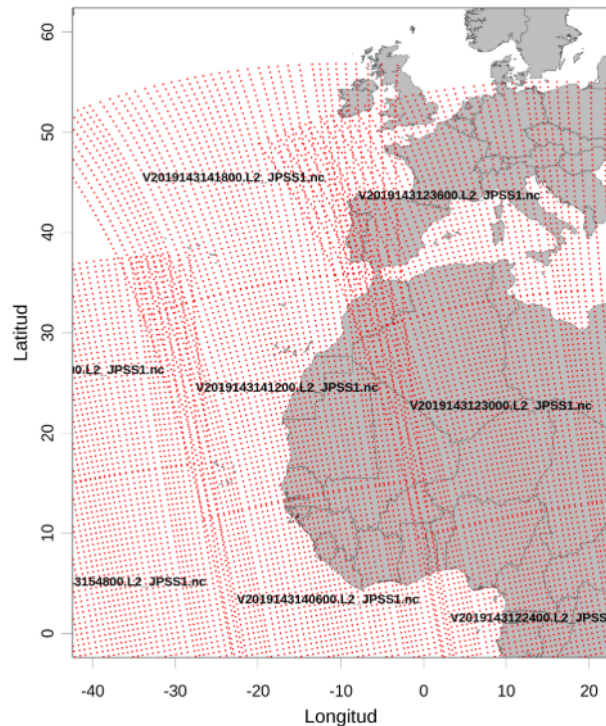 60
50
40
30
20
10
0
Latitud
V2019143141800.L2_JPSS1.nc
V2019143123600.L2_JPSS1.nc
00.L2_JPSS1.nc
V2019143141200.L2_JPSS1.nc
V2019143123000.L2_JPSS1.nc
3154800.L2_JPSS1.nc
V2019143140600.L2_JPSS1.nc
V2019143122400.L2_JPSS
-40 -30 -20 -10 0 10 20
Longitud